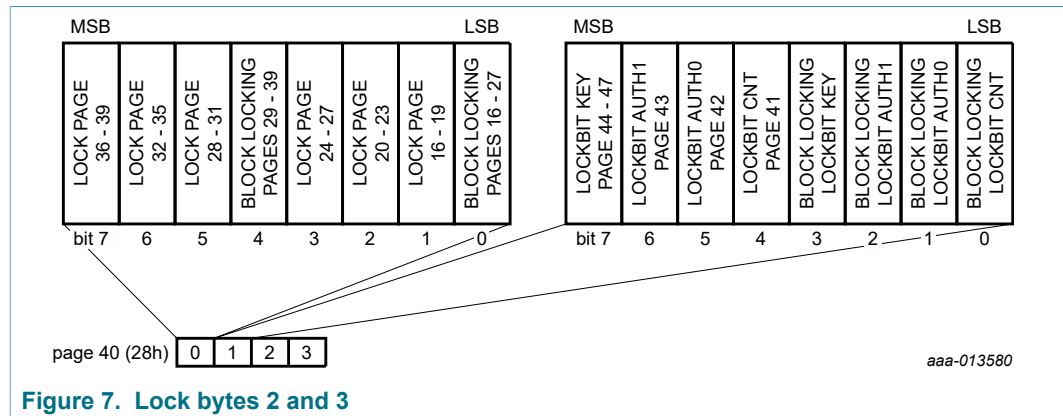 MSB LSB MSB LSB
LOCK PAGE
36 - 39
LOCK PAGE
32 - 35
LOCK PAGE
28 - 31
BLOCK LOCKING
PAGES 29 - 39
LOCK PAGE
24 - 27
LOCK PAGE
20 - 23
LOCK PAGE
16 - 19
BLOCK LOCKING
PAGES 16 - 27
LOCKBIT KEY
PAGE 44 - 47
LOCKBIT AUTH1
PAGE 43
LOCKBIT AUTH0
PAGE 42
LOCKBIT CNT
PAGE 41
BLOCK LOCKING
LOCKBIT KEY
BLOCK LOCKING
LOCKBIT AUTH1
BLOCK LOCKING
LOCKBIT AUTH0
BLOCK LOCKING
LOCKBIT CNT
bit 7 6 5 4 3 2 1 0 bit 7 6 5 4 3 2 1 0
page 40 (28h) 0 1 2 3
aaa-013580
Figure 7. Lock bytes 2 and 3